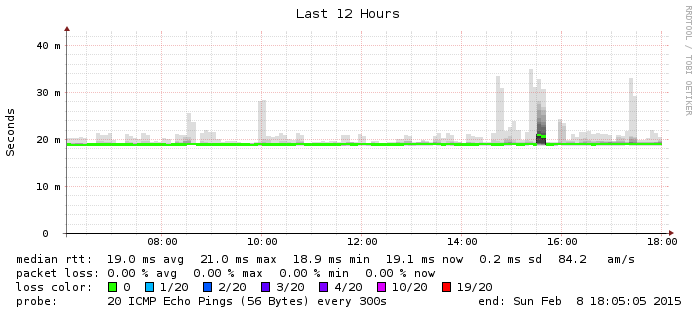 Last 12 Hours
RRDTOOL / TOBI OETIKER
Seconds
40 m
30 m
20 m
10 m
0
08:00 10:00 12:00 14:00 16:00 18:00
median rtt: 19.0 ms avg 21.0 ms max 18.9 ms min 19.1 ms now 0.2 ms sd 84.2 am/s
packet loss: 0.00 % avg 0.00 % max 0.00 % min 0.00 % now
loss color: 0 1/20 2/20 3/20 4/20 10/20 19/20
probe: 20 ICMP Echo Pings (56 Bytes) every 300s end: Sun Feb 8 18:05:05 2015